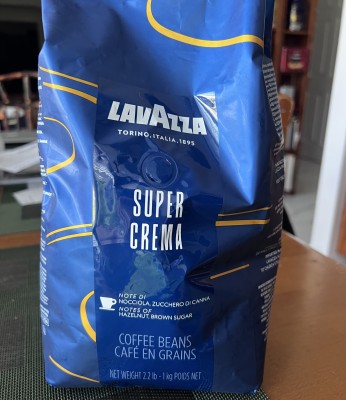 LAVAZZA
TORINO, ITALIA, 1895
SUPER
CREMA
NOTE DI
NOCCIOLA, ZUCCHERO DI CANNA
NOTES OF
HAZELNUT, BROWN SUGAR
COFFEE BEANS
CAFÉ EN GRAINS
NET WEIGHT 2.2 lb - 1 kg POIDS NET